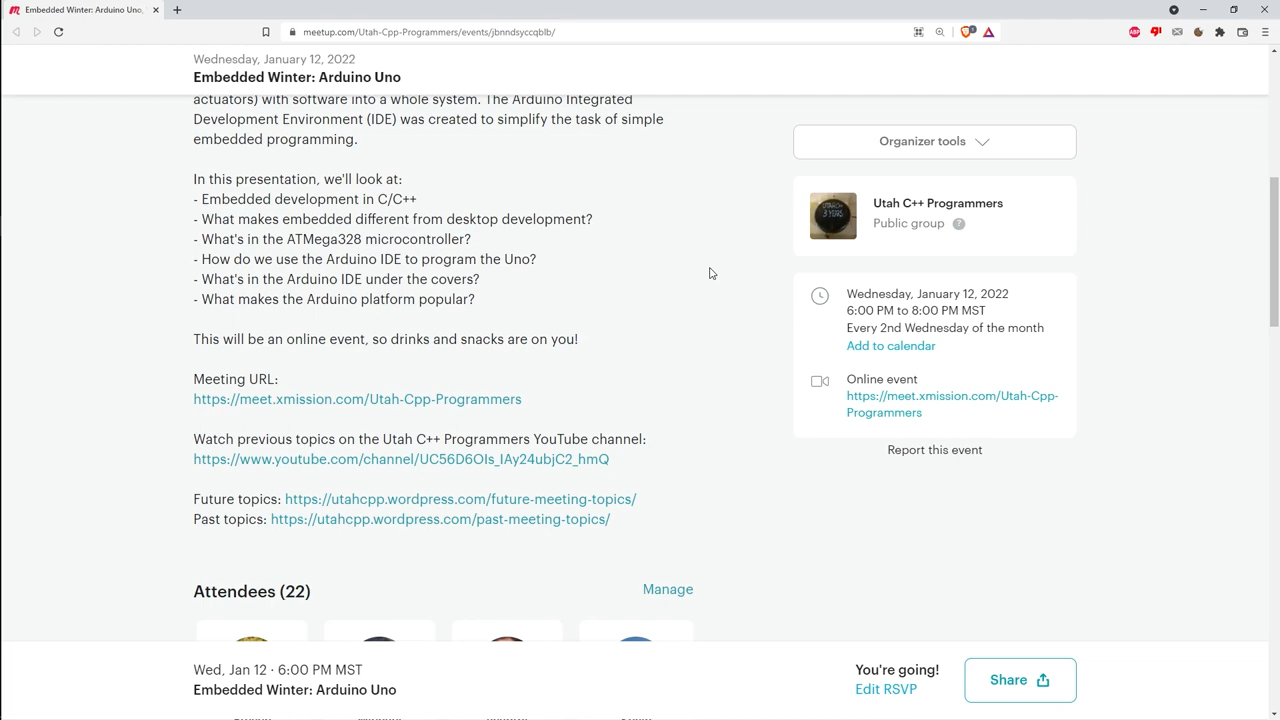 Embedded Winter: Arduino Uno,
meetup.com/Utah-Cpp-Programmers/events/jbnndsyccqblb/
Wednesday, January 12, 2022
Embedded Winter: Arduino Uno
actuators) with software into a whole system. The Arduino Integrated
Development Environment (IDE) was created to simplify the task of simple
embedded programming.
In this presentation, we'll look at:
- Embedded development in C/C++
- What makes embedded different from desktop development?
- What's in the ATMega328 microcontroller?
- How do we use the Arduino IDE to program the Uno?
- What's in the Arduino IDE under the covers?
- What makes the Arduino platform popular?
This will be an online event, so drinks and snacks are on you!
Meeting URL:
https://meet.xmission.com/Utah-Cpp-Programmers
Watch previous topics on the Utah C++ Programmers YouTube channel:
https://www.youtube.com/channel/UC56D6OIs_IAy24ubjC2_hmQ
Future topics: https://utahcpp.wordpress.com/future-meeting-topics/
Past topics: https://utahcpp.wordpress.com/past-meeting-topics/
Attendees (22)
Manage
Organizer tools
Utah C++ Programmers
Public group ?
Wednesday, January 12, 2022
6:00 PM to 8:00 PM MST
Every 2nd Wednesday of the month
Add to calendar
Online event
https://meet.xmission.com/Utah-Cpp-
Programmers
Report this event
Wed, Jan 12 · 6:00 PM MST
Embedded Winter: Arduino Uno
You're going!
Edit RSVP
Share